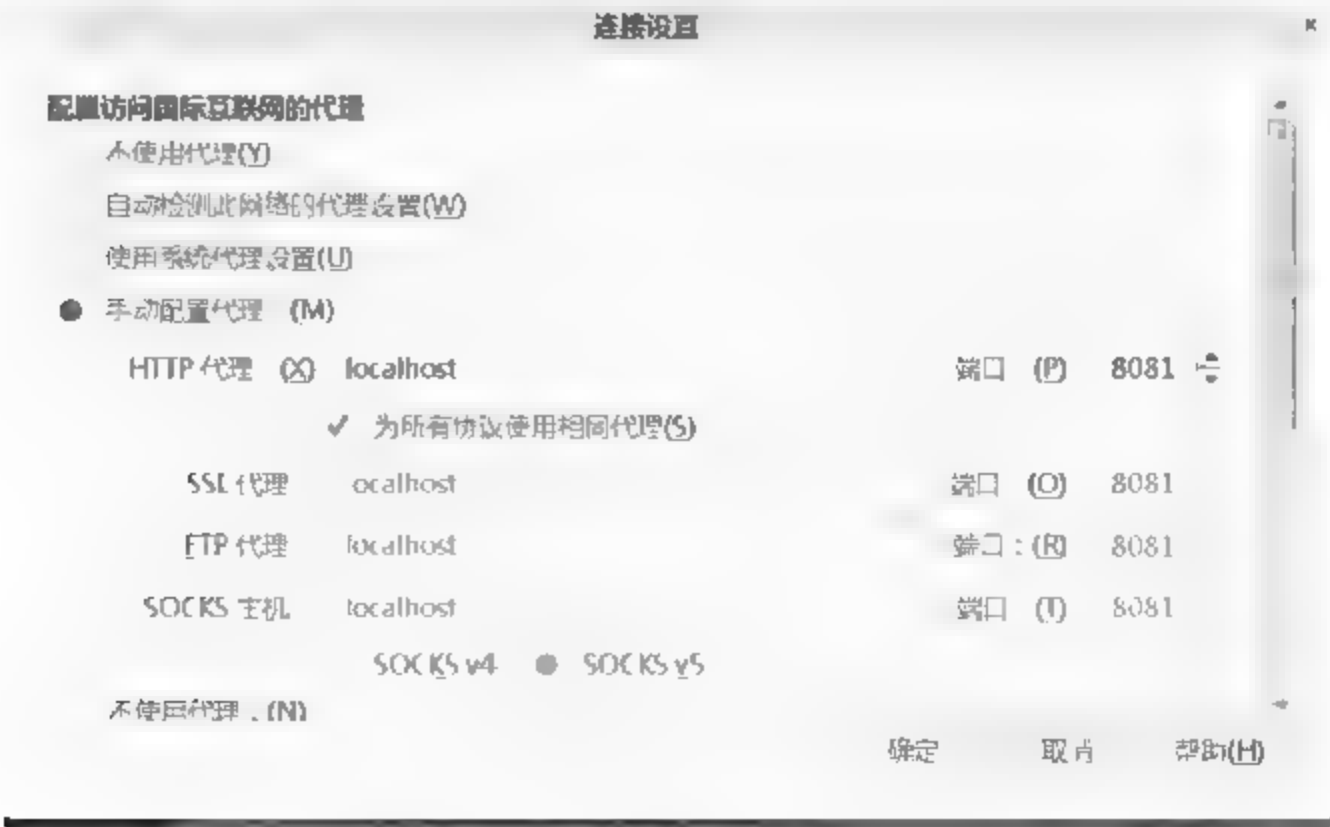 连接设置
配置访问国际互联网的代理
不使用代理(Y)
自动检测此网络的代理设置(W)
使用系统代理设置(U)
手动配置代理 (M)
HTTP 代理 (X) localhost 端口 (P) 8081
为所有协议使用相同代理(S)
SSL 代理 localhost 端口 (O) 8081
FTP 代理 localhost 端口:(R) 8081
SOCKS 主机 localhost 端口 (T) 8081
SOCKS v4 SOCKS v5
不使用代理 . (N)
确定 取消 帮助(H)